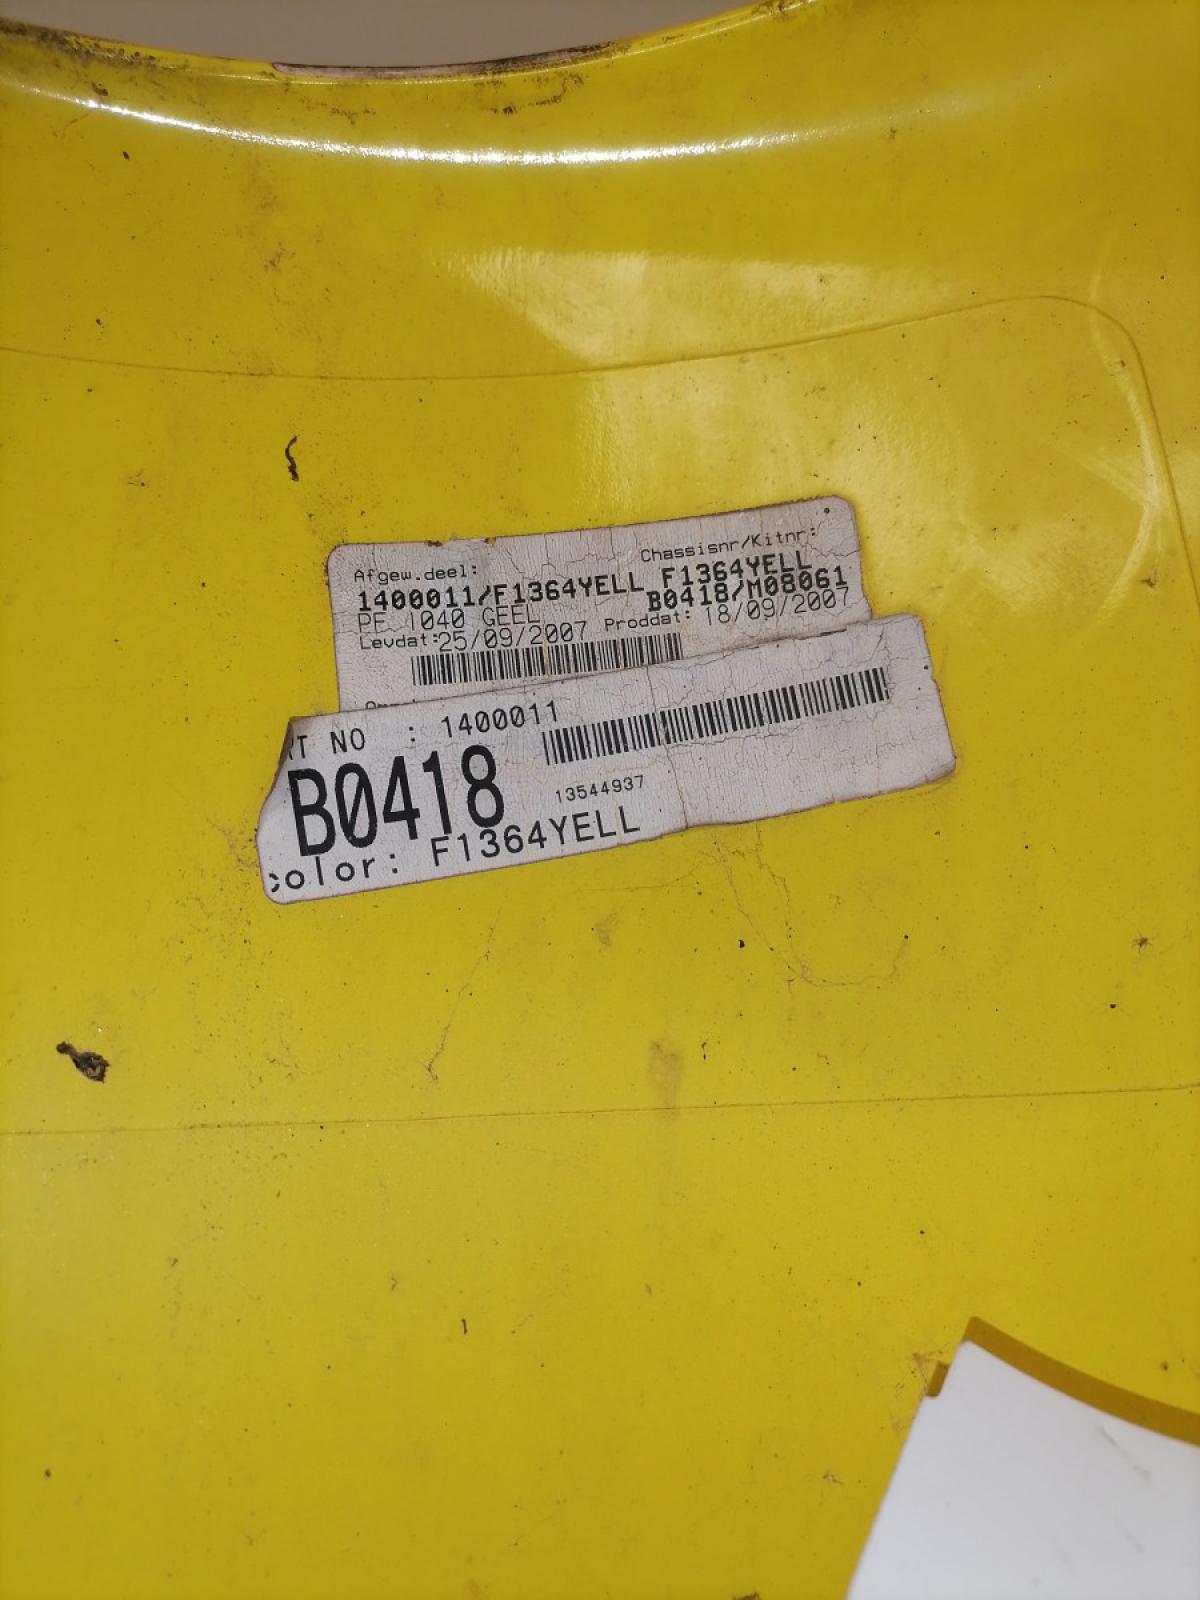 Afgew.deel:
Chassisnr/Kitnr:
1400011/F1364YELL F1364YELL
PF 1040 GEEL B0418/M08061
Levdat:25/09/2007 Proddat: 18/09/2007
RT NO : 1400011
B0418
13544937
color: F1364YELL